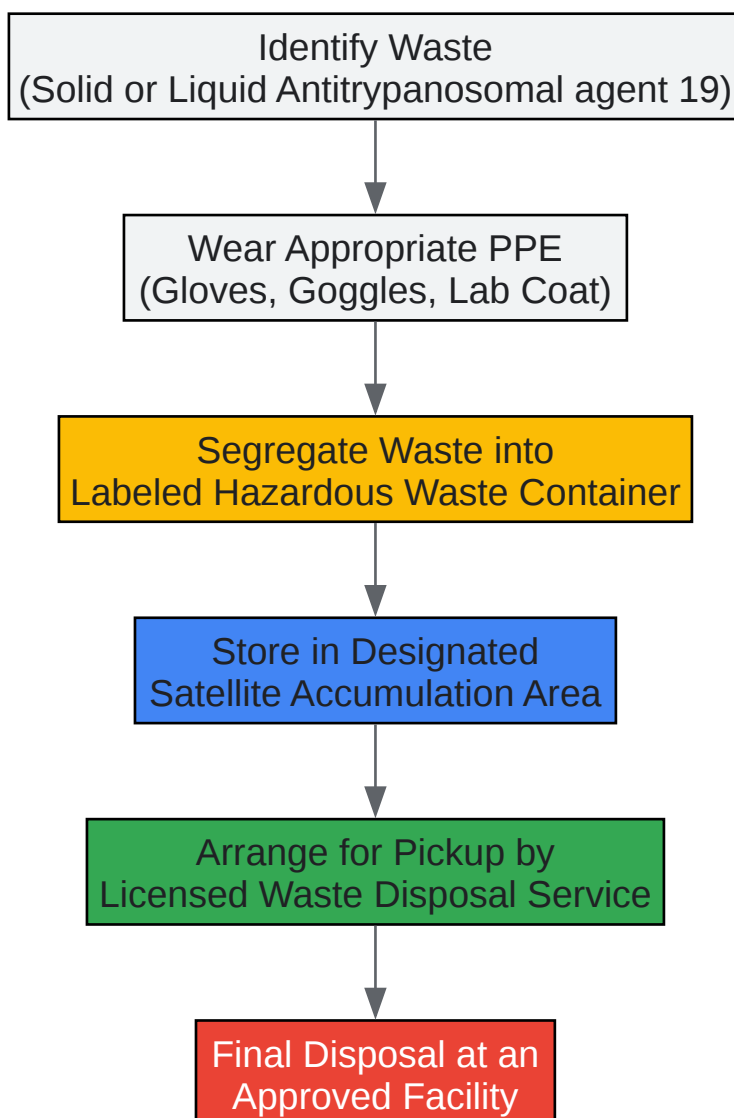 Identify Waste
(Solid or Liquid Antitrypanosomal agent 19)
Wear Appropriate PPE
(Gloves, Goggles, Lab Coat)
Segregate Waste into
Labeled Hazardous Waste Container
Store in Designated
Satellite Accumulation Area
Arrange for Pickup by
Licensed Waste Disposal Service
Final Disposal at an
Approved Facility